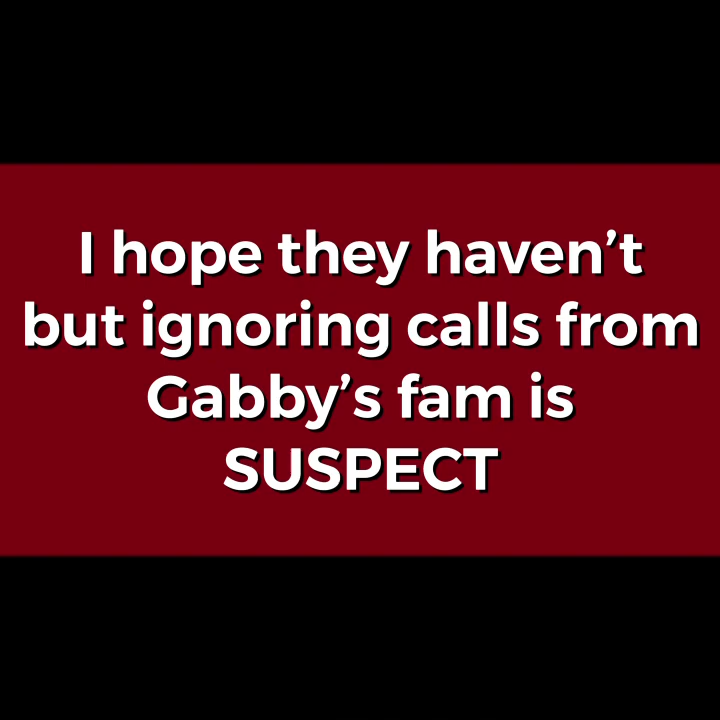 I hope they haven’t
but ignoring calls from
Gabby’s fam is
SUSPECT